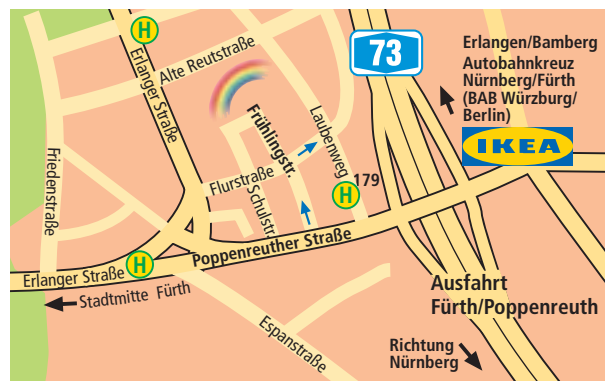 H
Alte Reutstraße
73
Erlangen/Bamberg
Autobahnkreuz
Nürnberg/Fürth
(BAB Würzburg/
Berlin)
IKEA
Erlanger Straße
Frühlingstr.
Laubenweg
Friedenstraße
Flurstraße
Schulstr.
179
H
Poppenreuther Straße
H
Erlanger Straße
Stadtmitte Fürth
Ausfahrt
Fürth/Poppenreuth
Espanstraße
Richtung
Nürnberg